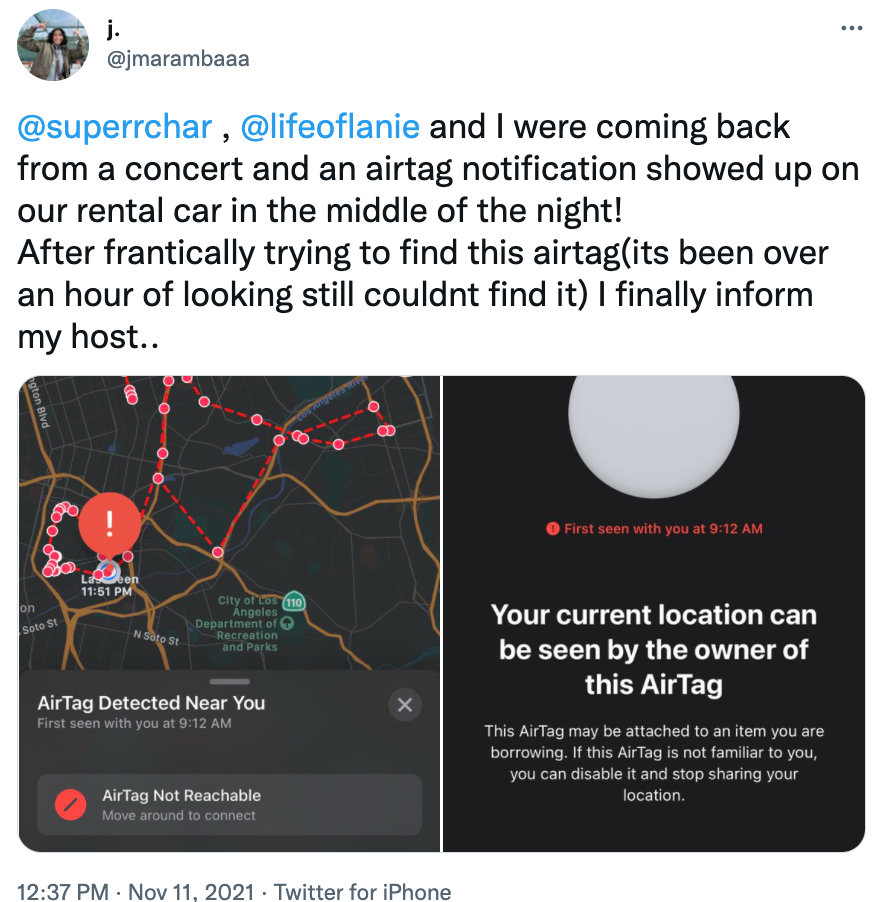 j.
@jmarambaaa
@superrchar , @lifeoflanie and I were coming back
from a concert and an airtag notification showed up on
our rental car in the middle of the night!
After frantically trying to find this airtag(its been over
an hour of looking still couldnt find it) I finally inform
my host..
gton Blvd
Los Angeles River
Last Seen
11:51 PM
on
Soto St
N Soto St
City of Los
Angeles
Department of
Recreation
and Parks
110
AirTag Detected Near You
First seen with you at 9:12 AM
AirTag Not Reachable
Move around to connect
First seen with you at 9:12 AM
Your current location can
be seen by the owner of
this AirTag
This AirTag may be attached to an item you are
borrowing. If this AirTag is not familiar to you,
you can disable it and stop sharing your
location.
12:37 PM · Nov 11, 2021 · Twitter for iPhone